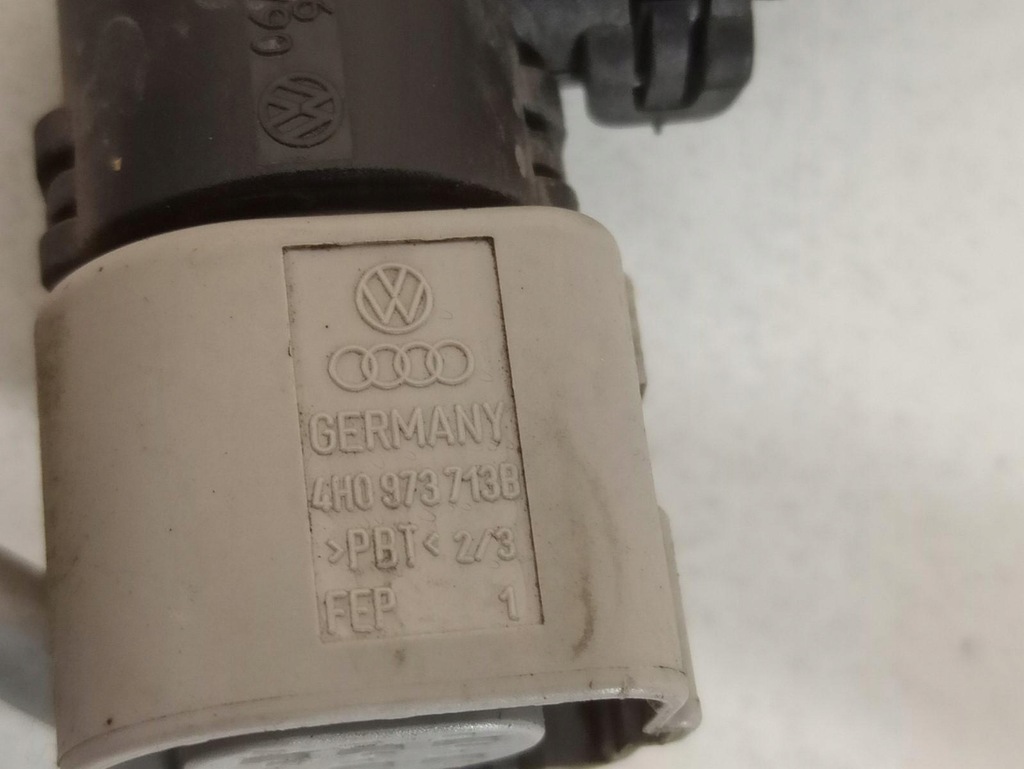 GERMANY
4H0 973 713B
>PBT< 2/3
FEP 1